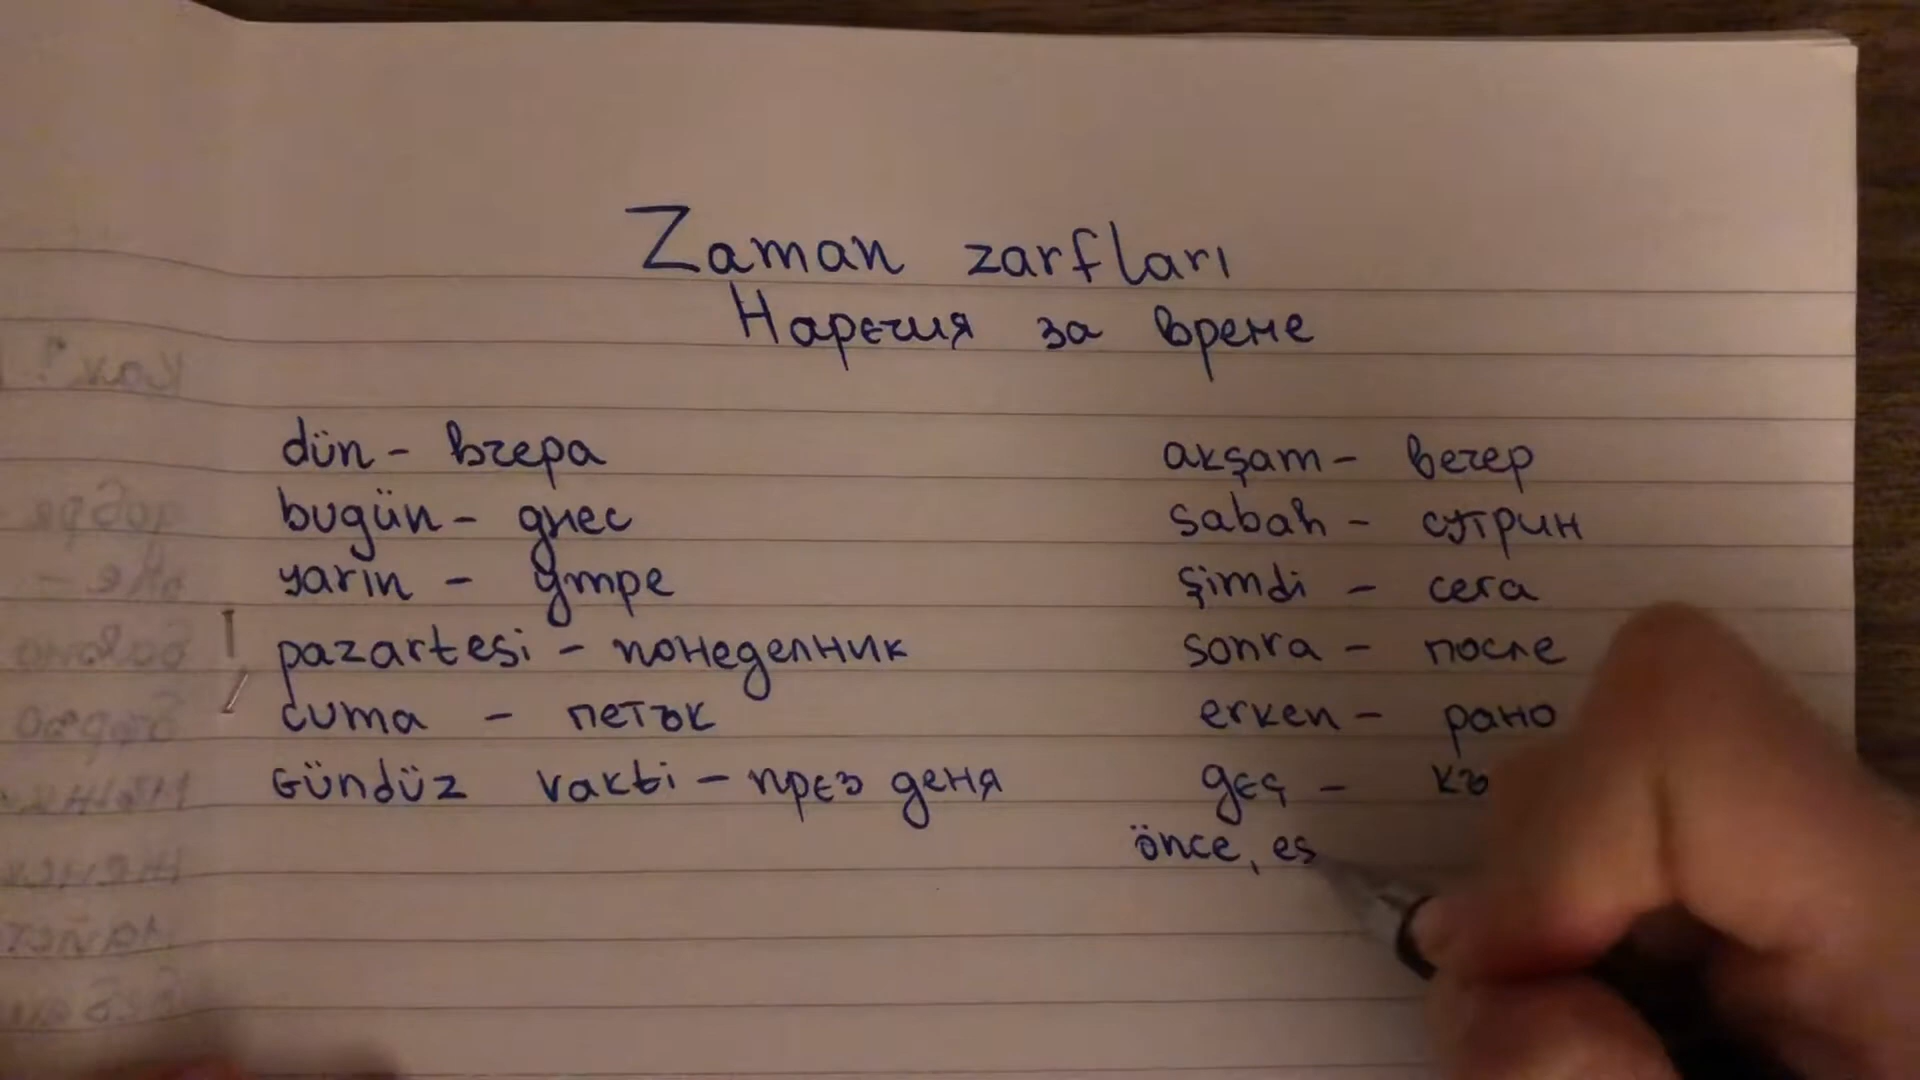 Zaman zarfları
Наречия за време
dün - вчера
bugün - днес
yarın - утре
pazartesi - понеделник
cuma - петък
Gündüz vakti - през деня
akşam - вечер
sabah - сутрин
şimdi - сега
sonra - после
erken - рано
geç - къ
önce, es